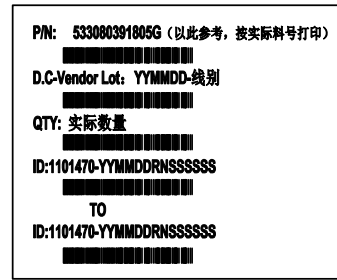 P/N: 533080391805G（以此参考，按实际料号打印）
D.C-Vendor Lot: YYMMDD-线别
QTY: 实际数量
ID:1101470-YYMMDDRNSSSSSS
TO
ID:1101470-YYMMDDRNSSSSSS